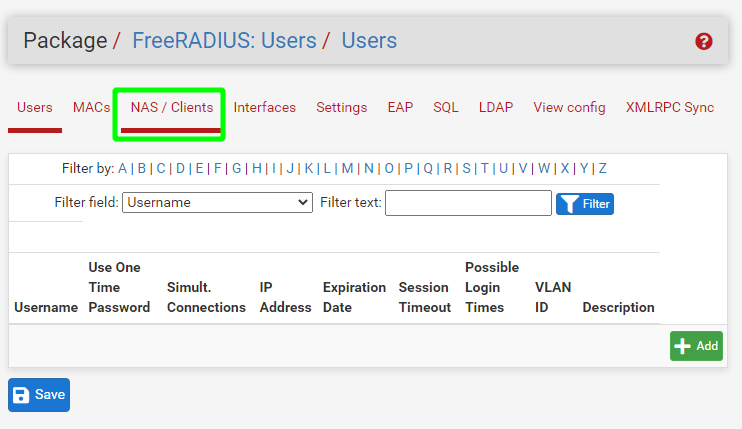 Package / FreeRADIUS: Users / Users
Users MACs NAS / Clients Interfaces Settings EAP SQL LDAP View config XMLRPC Sync
Filter by: A | B | C | D | E | F | G | H | I | J | K | L | M | N | O | P | Q | R | S | T | U | V | W | X | Y | Z
Filter field: Username Filter text: Filter
Username Use One Time Password Simult. Connections IP Address Expiration Date Session Timeout Possible Login Times VLAN ID Description
Add
Save